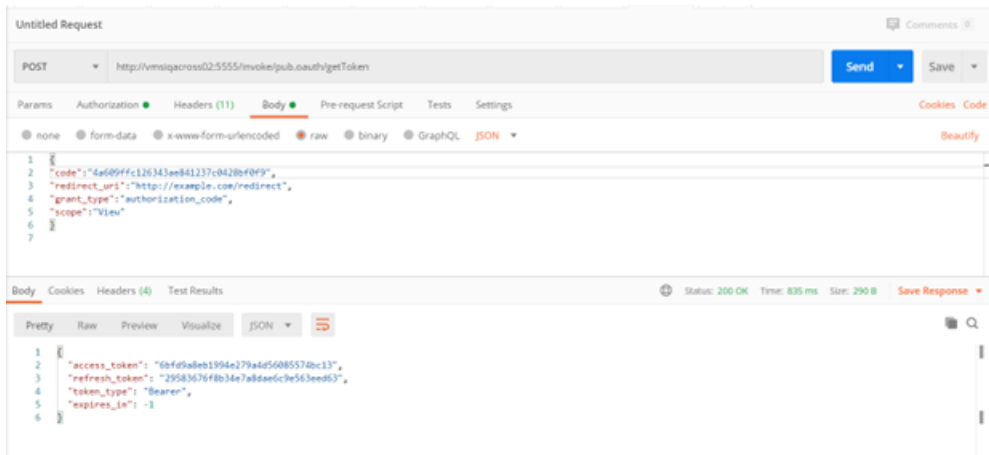 Untitled Request
Comments 0
POST http://vmsiqacross02:5555/invoke/pub.oauth/getToken Send Save
Params Authorization Headers (11) Body Pre-request Script Tests Settings Cookies Code
none form-data x-www-form-urlencoded raw binary GraphQL JSON Beautify
1 {
2 "code":"4a609ffc126343ae841237c0428bf0f9",
3 "redirect_uri":"http://example.com/redirect",
4 "grant_type":"authorization_code",
5 "scope":"View"
6 }
7
Body Cookies Headers (4) Test Results Status: 200 OK Time: 835 ms Size: 290 B Save Response
Pretty Raw Preview Visualize JSON
1 {
2 "access_token": "6bfd9a8eb1994e279a4d56085574bc13",
3 "refresh_token": "29583676f8b34e7a8dae6c9e563eed63",
4 "token_type": "Bearer",
5 "expires_in": -1
6 }